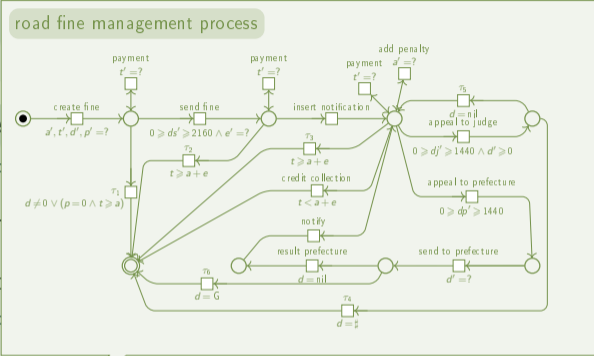 road fine management process
add penalty
a′ =?
payment
t′ =?
payment
t′ =?
payment
t′ =?
τ5
d = nil
create fine
a′, t′, d′, p′ =?
send fine
0 ⩾ ds′ ⩾ 2160 ∧ e′ =?
insert notification
appeal to judge
0 ⩾ dj′ ⩾ 1440 ∧ d′ ⩾ 0
τ2
t ⩾ a + e
τ3
t ⩾ a + e
credit collection
t < a + e
appeal to prefecture
0 ⩾ dp′ ⩾ 1440
τ1
d ≠ 0 ∨ (p = 0 ∧ t ⩾ a)
notify
result prefecture
d = nil
send to prefecture
d′ =?
τ6
d = G
τ4
d =